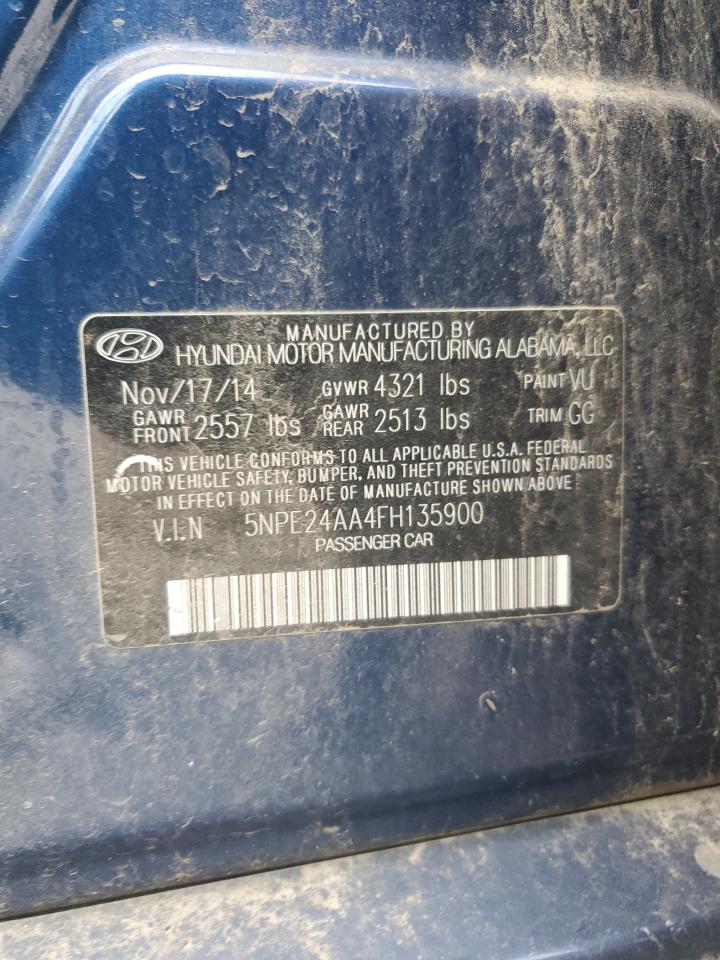 MANUFACTURED BY
HYUNDAI MOTOR MANUFACTURING ALABAMA, LLC
Nov/17/14 GVWR 4321 lbs PAINT VU
GAWR FRONT 2557 lbs GAWR REAR 2513 lbs TRIM GG
THIS VEHICLE CONFORMS TO ALL APPLICABLE U.S.A. FEDERAL
MOTOR VEHICLE SAFETY, BUMPER, AND THEFT PREVENTION STANDARDS
IN EFFECT ON THE DATE OF MANUFACTURE SHOWN ABOVE
V.I.N 5NPE24AA4FH135900
PASSENGER CAR